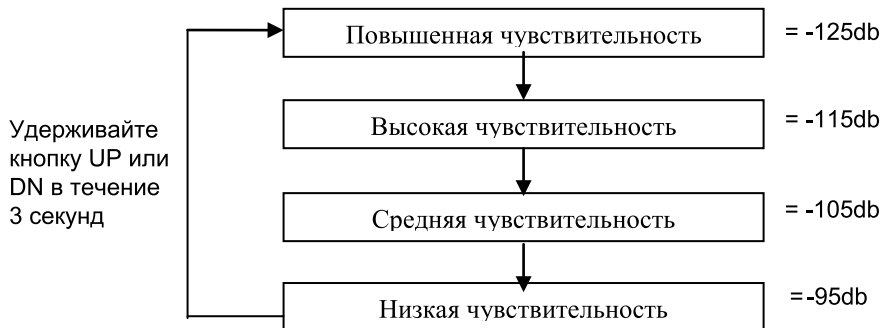 Повышенная чувствительность = -125db
Высокая чувствительность = -115db
Удерживайте
кнопку UP или
DN в течение
3 секунд
Средняя чувствительность = -105db
Низкая чувствительность =-95db